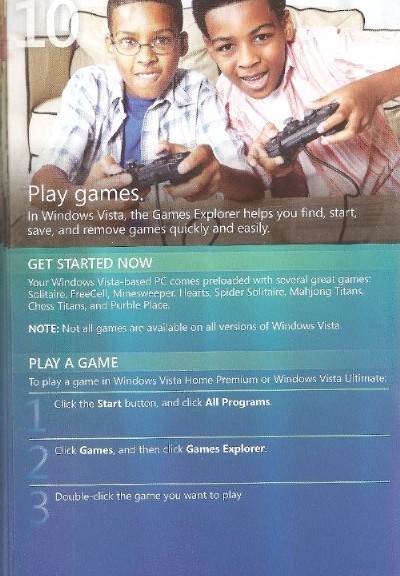 10
Play games.
In Windows Vista, the Games Explorer helps you find, start,
save, and remove games quickly and easily.
GET STARTED NOW
Your Windows Vista-based PC comes preloaded with several great games:
Solitaire, FreeCell, Minesweeper, Hearts, Spider Solitaire, Mahjong Titans,
Chess Titans, and Purble Place.
NOTE: Not all games are available on all versions of Windows Vista.
PLAY A GAME
To play a game in Windows Vista Home Premium or Windows Vista Ultimate:
1 Click the Start button, and click All Programs.
2 Click Games, and then click Games Explorer.
3 Double-click the game you want to play